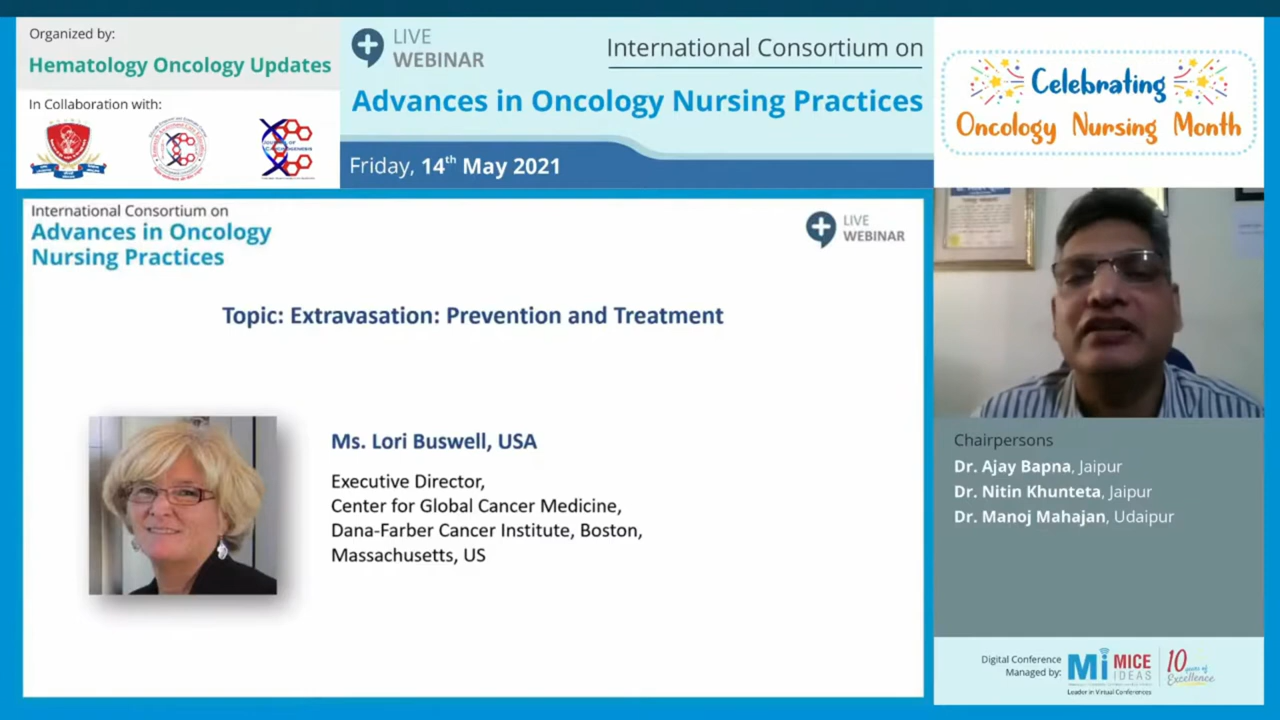 Organized by:
Hematology Oncology Updates
In Collaboration with:
LIVE
WEBINAR
International Consortium on
Advances in Oncology Nursing Practices
Friday, 14th May 2021
Celebrating
Oncology Nursing Month
International Consortium on
Advances in Oncology
Nursing Practices
LIVE
WEBINAR
Topic: Extravasation: Prevention and Treatment
Ms. Lori Buswell, USA
Executive Director,
Center for Global Cancer Medicine,
Dana-Farber Cancer Institute, Boston,
Massachusetts, US
Chairpersons
Dr. Ajay Bapna, Jaipur
Dr. Nitin Khunteta, Jaipur
Dr. Manoj Mahajan, Udaipur
Digital Conference
Managed by:
Mi MICE
IDEAS
Leader in Virtual Conferences
10 years of
Excellence